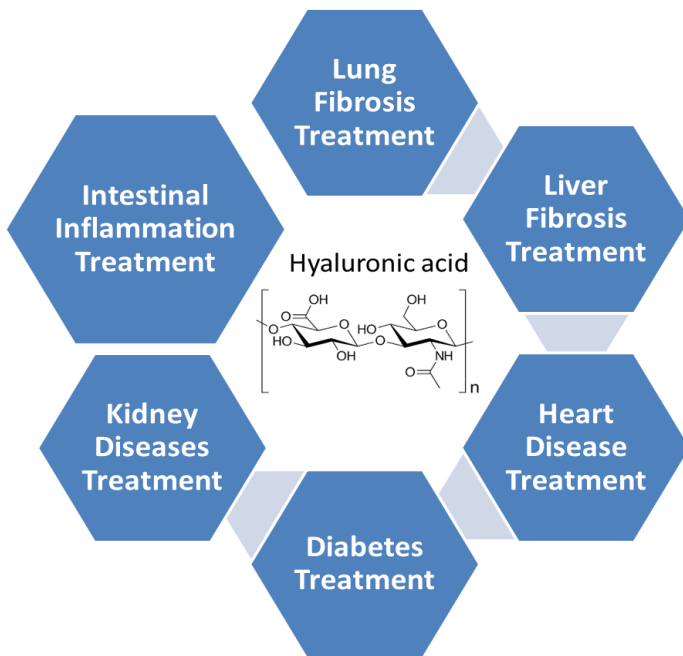 Lung
Fibrosis
Treatment
Liver
Fibrosis
Treatment
Heart
Disease
Treatment
Diabetes
Treatment
Kidney
Diseases
Treatment
Intestinal
Inflammation
Treatment
Hyaluronic acid
OH
O
OH
O
O
HO
O
O
HO
OH
O
O
NH
O
n